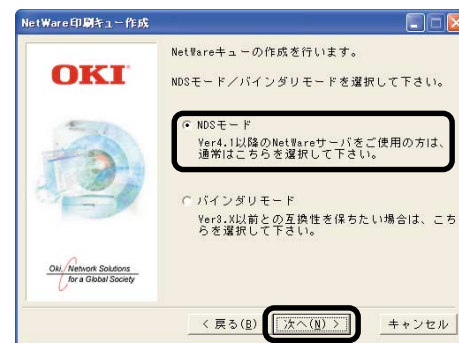 NetWare印刷キュー作成
OKI
Oki, Network Solutions
for a Global Society
NetWareキューの作成を行います。
NDSモード／バインダリモードを選択して下さい。
NDSモード
Ver4.1以降のNetWareサーバをご使用の方は、
通常はこちらを選択して下さい。
バインダリモード
Ver3.X以前との互換性を保ちたい場合は、こち
らを選択して下さい。
< 戻る(B)
次へ(N) >
キャンセル